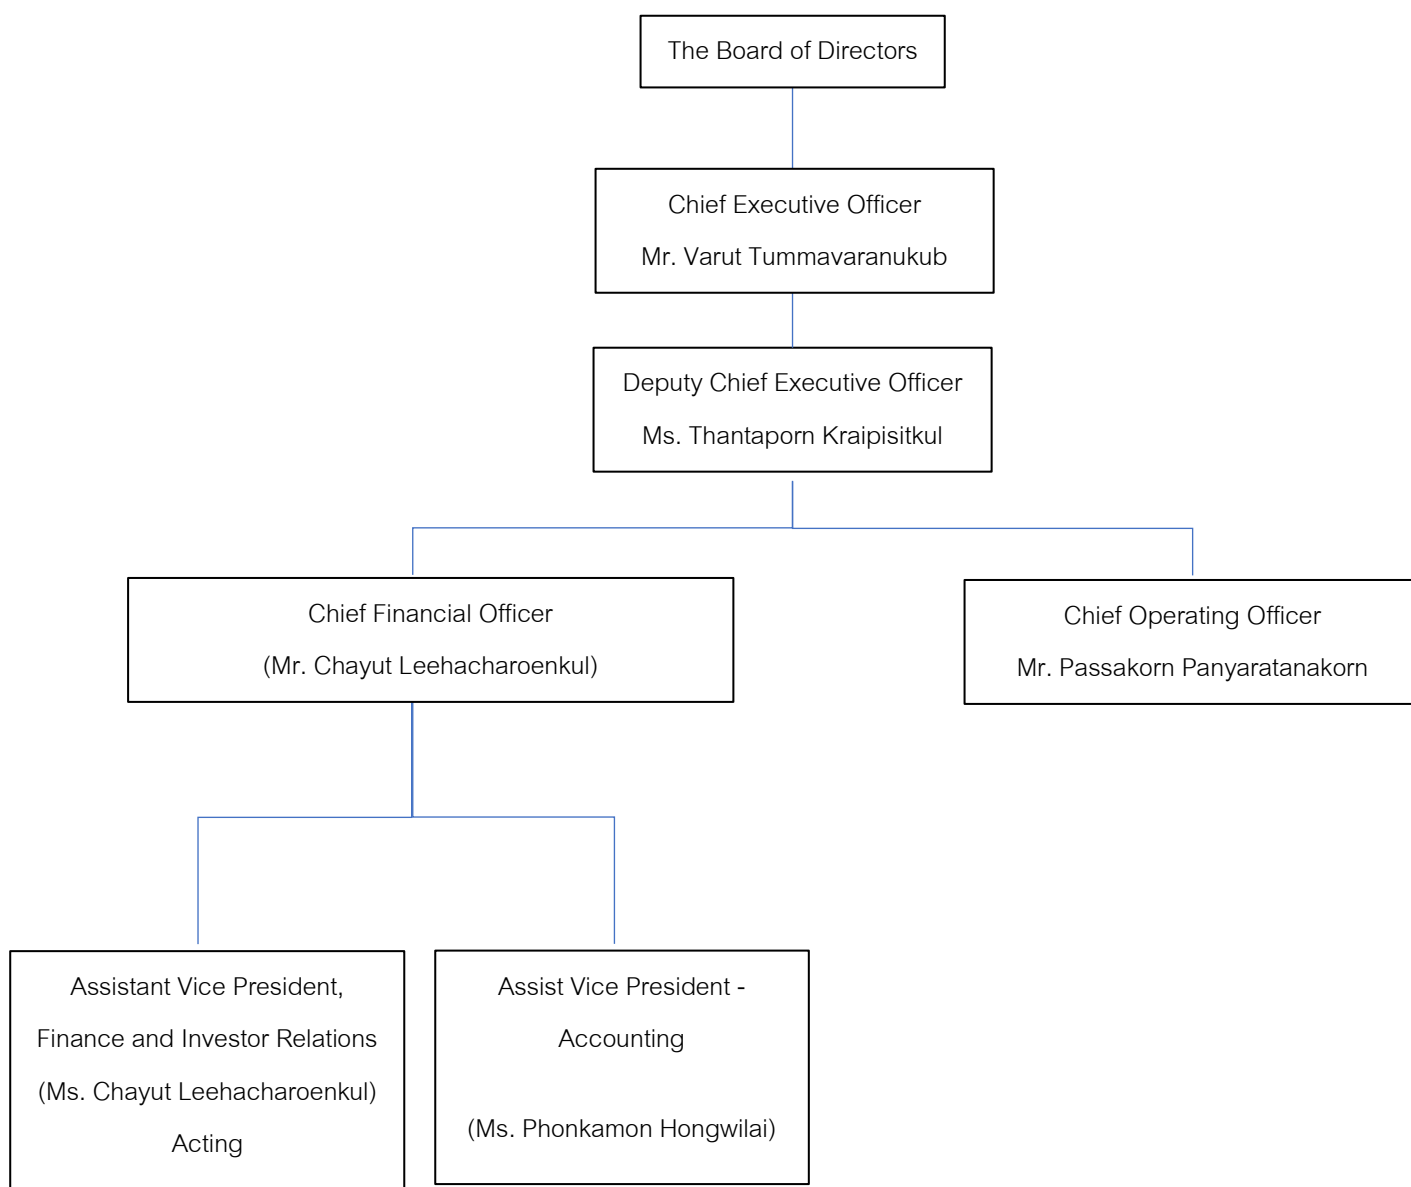 The Board of Directors
Chief Executive Officer
Mr. Varut Tummavaranukub
Deputy Chief Executive Officer
Ms. Thantaporn Kraipisitkul
Chief Financial Officer
(Mr. Chayut Leehacharoenkul)
Chief Operating Officer
Mr. Passakorn Panyaratanakorn
Assistant Vice President,
Finance and Investor Relations
(Ms. Chayut Leehacharoenkul)
Acting
Assist Vice President -
Accounting
(Ms. Phonkamon Hongwilai)